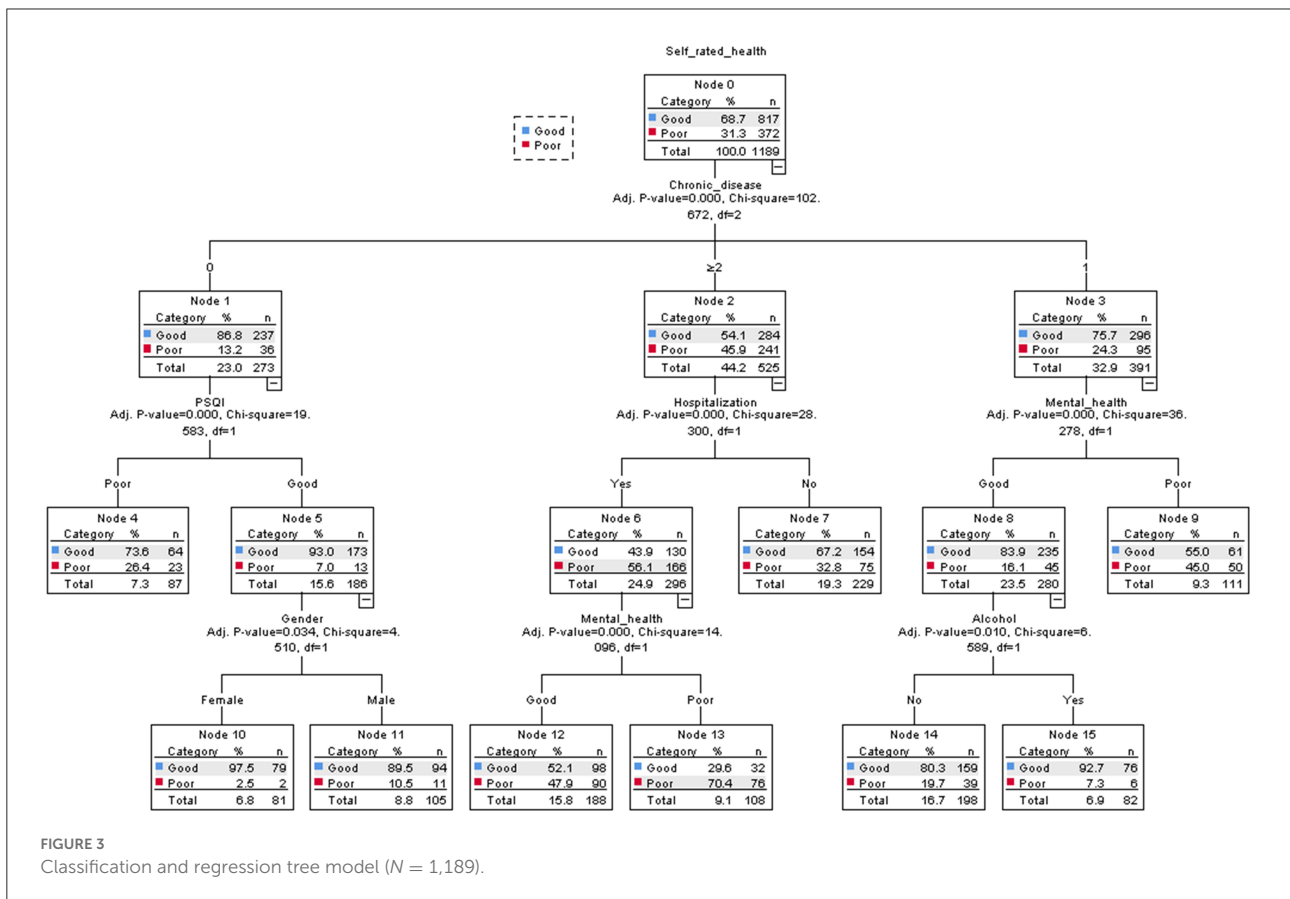 Self_rated_health
Node 0
Category % n
Good 68.7 817
Poor 31.3 372
Total 100.0 1189
Good
Poor
Chronic_disease
Adj. P-value=0.000, Chi-square=102.
672, df=2
0
≥2
1
Node 1
Category % n
Good 86.8 237
Poor 13.2 36
Total 23.0 273
Node 2
Category % n
Good 54.1 284
Poor 45.9 241
Total 44.2 525
Node 3
Category % n
Good 75.7 296
Poor 24.3 95
Total 32.9 391
PSQI
Adj. P-value=0.000, Chi-square=19.
583, df=1
Hospitalization
Adj. P-value=0.000, Chi-square=28.
300, df=1
Mental_health
Adj. P-value=0.000, Chi-square=36.
278, df=1
Poor
Good
Yes
No
Good
Poor
Node 4
Category % n
Good 73.6 64
Poor 26.4 23
Total 7.3 87
Node 5
Category % n
Good 93.0 173
Poor 7.0 13
Total 15.6 186
Node 6
Category % n
Good 43.9 130
Poor 56.1 166
Total 24.9 296
Node 7
Category % n
Good 67.2 154
Poor 32.8 75
Total 19.3 229
Node 8
Category % n
Good 83.9 235
Poor 16.1 45
Total 23.5 280
Node 9
Category % n
Good 55.0 61
Poor 45.0 50
Total 9.3 111
Gender
Adj. P-value=0.034, Chi-square=4.
510, df=1
Mental_health
Adj. P-value=0.000, Chi-square=14.
096, df=1
Alcohol
Adj. P-value=0.010, Chi-square=6.
589, df=1
Female
Male
Good
Poor
No
Yes
Node 10
Category % n
Good 97.5 79
Poor 2.5 2
Total 6.8 81
Node 11
Category % n
Good 89.5 94
Poor 10.5 11
Total 8.8 105
Node 12
Category % n
Good 52.1 98
Poor 47.9 90
Total 15.8 188
Node 13
Category % n
Good 29.6 32
Poor 70.4 76
Total 9.1 108
Node 14
Category % n
Good 80.3 159
Poor 19.7 39
Total 16.7 198
Node 15
Category % n
Good 92.7 76
Poor 7.3 6
Total 6.9 82
FIGURE 3
Classification and regression tree model (N = 1,189).